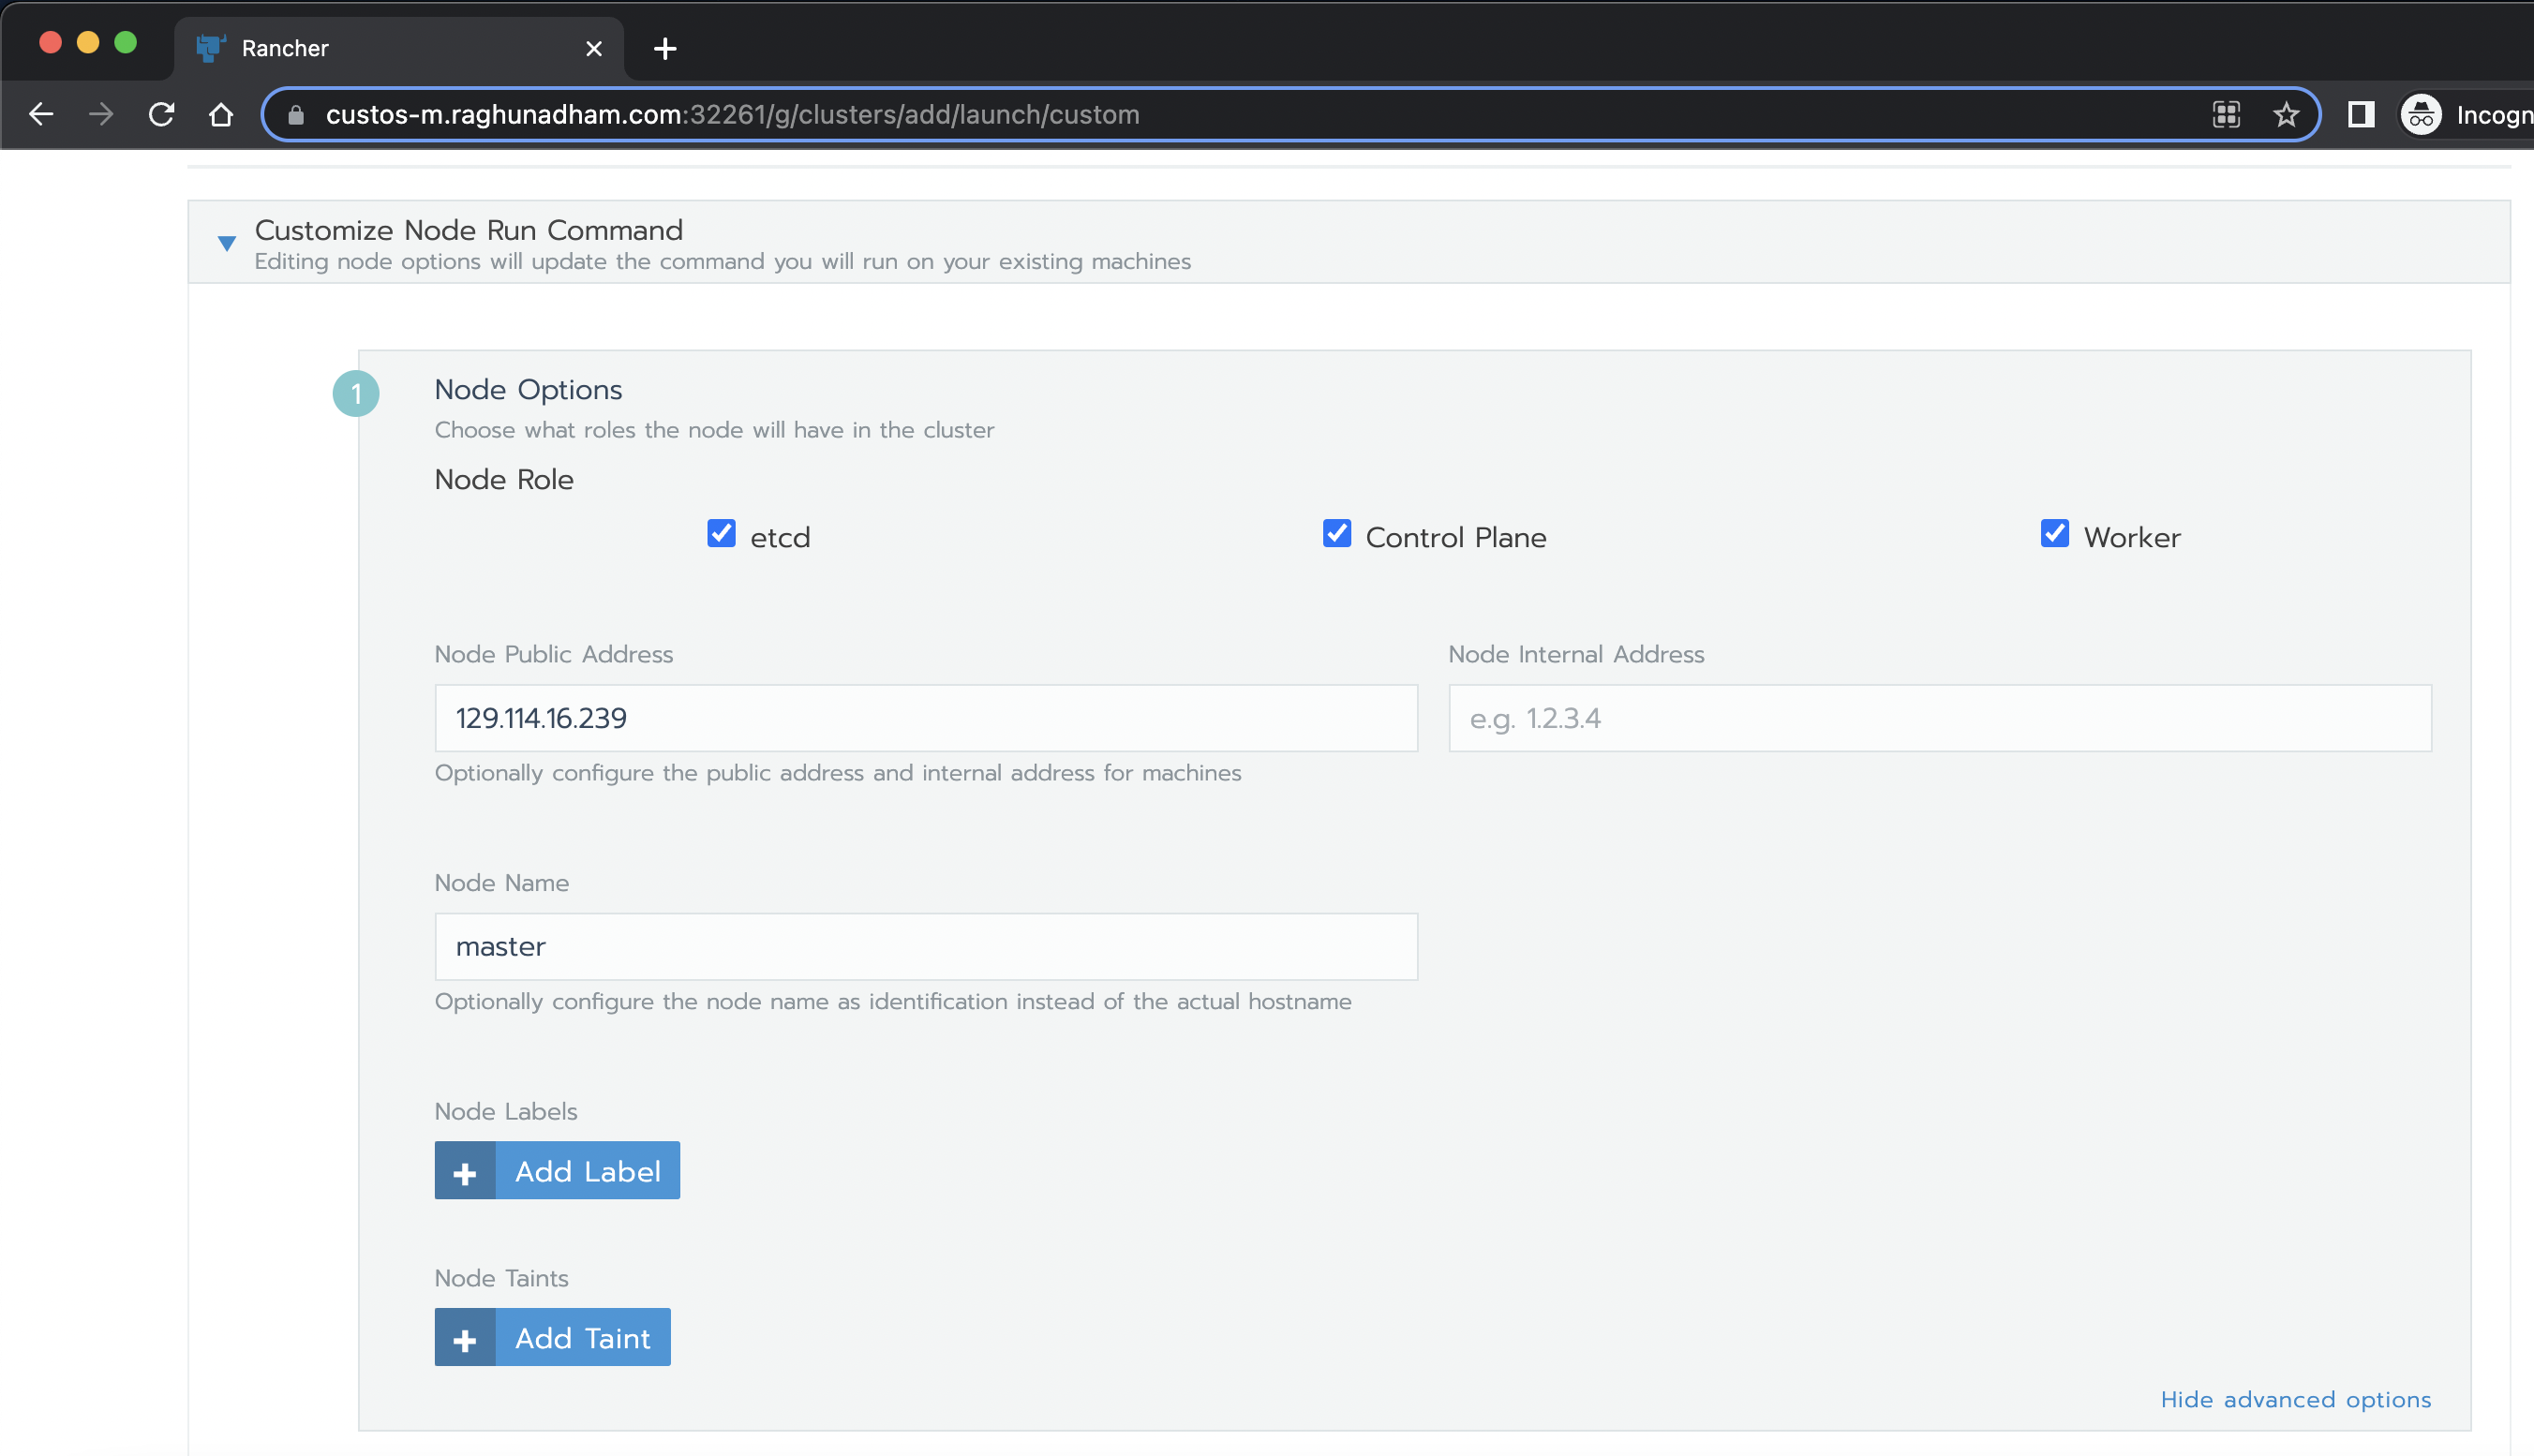 Rancher
custos-m.raghunadham.com:32261/g/clusters/add/launch/custom
Incogn
Customize Node Run Command
Editing node options will update the command you will run on your existing machines
1
Node Options
Choose what roles the node will have in the cluster
Node Role
etcd Control Plane Worker
Node Public Address Node Internal Address
129.114.16.239 e.g. 1.2.3.4
Optionally configure the public address and internal address for machines
Node Name
master
Optionally configure the node name as identification instead of the actual hostname
Node Labels
Add Label
Node Taints
Add Taint
Hide advanced options